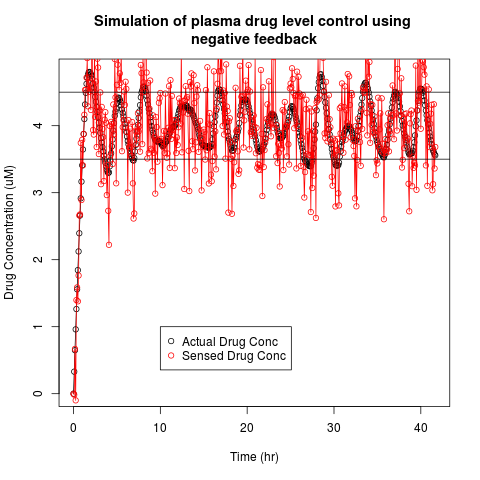 Simulation of plasma drug level control using
negative feedback
Drug Concentration (uM)
4
3
2
1
0
Actual Drug Conc
Sensed Drug Conc
0 10 20 30 40
Time (hr)